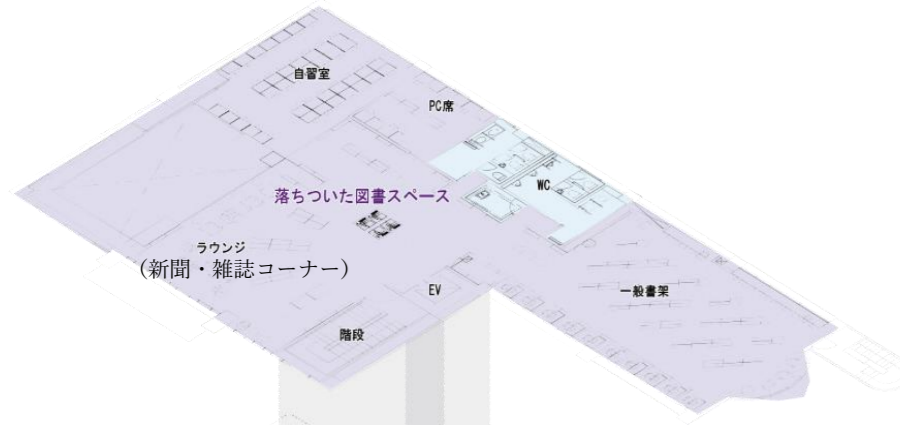 自習室
PC席
WC
落ちついた図書スペース
ラウンジ
（新聞・雑誌コーナー）
EV
一般書架
階段